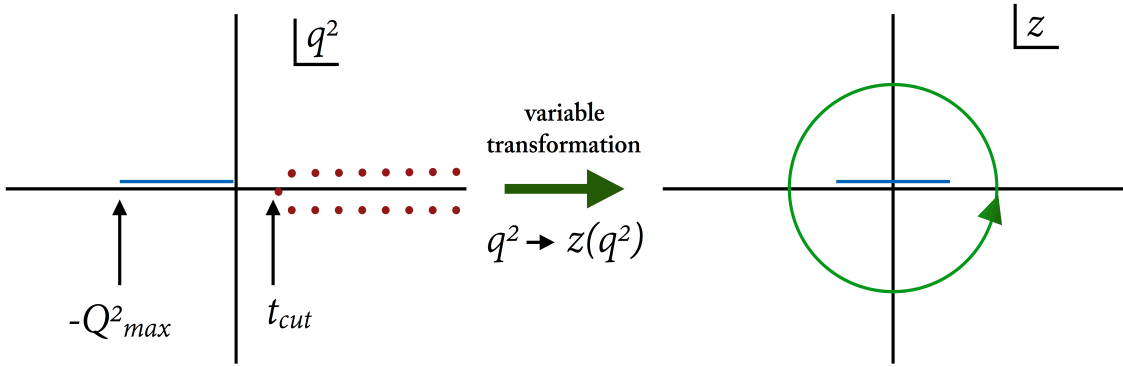 q²
z
variable
transformation
q² → z(q²)
-Q²max
tcut